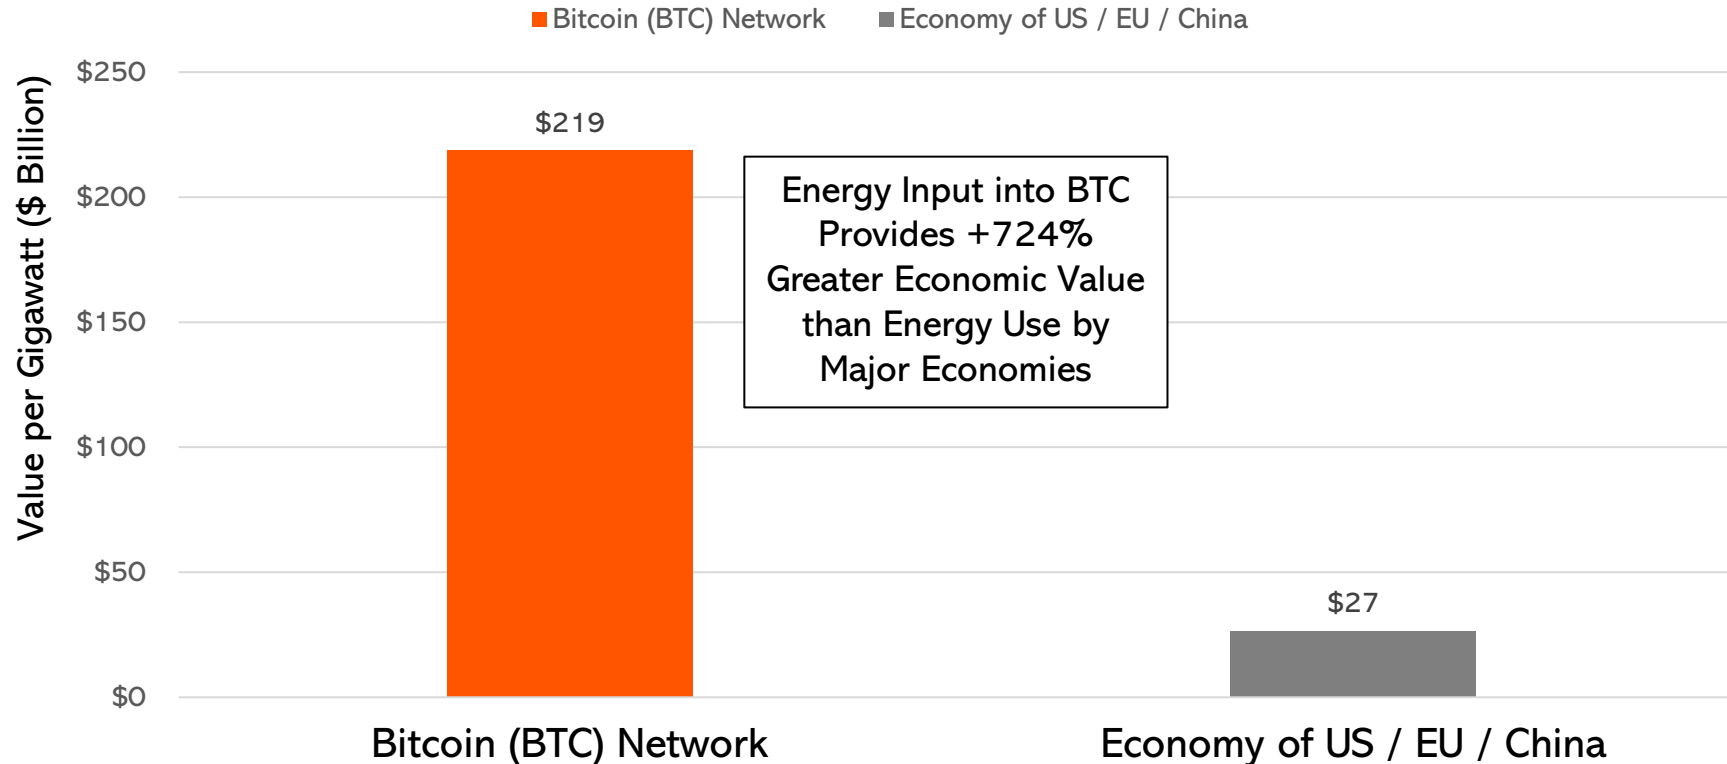 Bitcoin (BTC) Network
Economy of US / EU / China
Value per Gigawatt ($ Billion)
$250
$200
$150
$100
$50
$0
$219
Energy Input into BTC
Provides +724%
Greater Economic Value
than Energy Use by
Major Economies
$27
Bitcoin (BTC) Network
Economy of US / EU / China